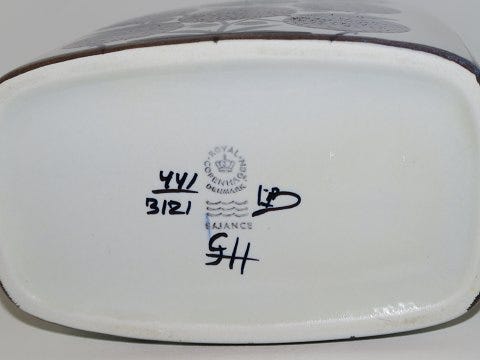 ROYAL
COPENHAGEN
DENMARK
441
3121
FAJANCE